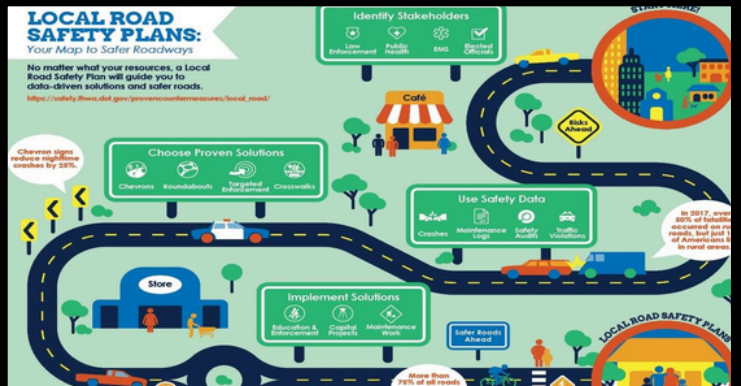 LOCAL ROAD
SAFETY PLANS:
Your Map to Safer Roadways
No matter what your resources, a Local
Road Safety Plan will guide you to
data-driven solutions and safer roads.
https://safety.fhwa.dot.gov/provencountermeasures/local_road/
Identify Stakeholders
Law
Enforcement
Public
Health
EMS
Elected
Officials
START HERE!
Café
Risks
Ahead
Chevron signs
reduce nighttime
crashes by 25%.
Choose Proven Solutions
Chevrons
Roundabouts
Targeted
Enforcement
Crosswalks
Use Safety Data
Crashes
Maintenance
Logs
Safety
Audits
Traffic
Violations
In 2017, over
50% of
occurred on
roads, but just
of Americans
in rural areas.
Store
Implement Solutions
Education &
Enforcement
Capital
Projects
Maintenance
Work
Safer Roads
Ahead
LOCAL ROAD SAFETY PLANS
More than
75% of all roads